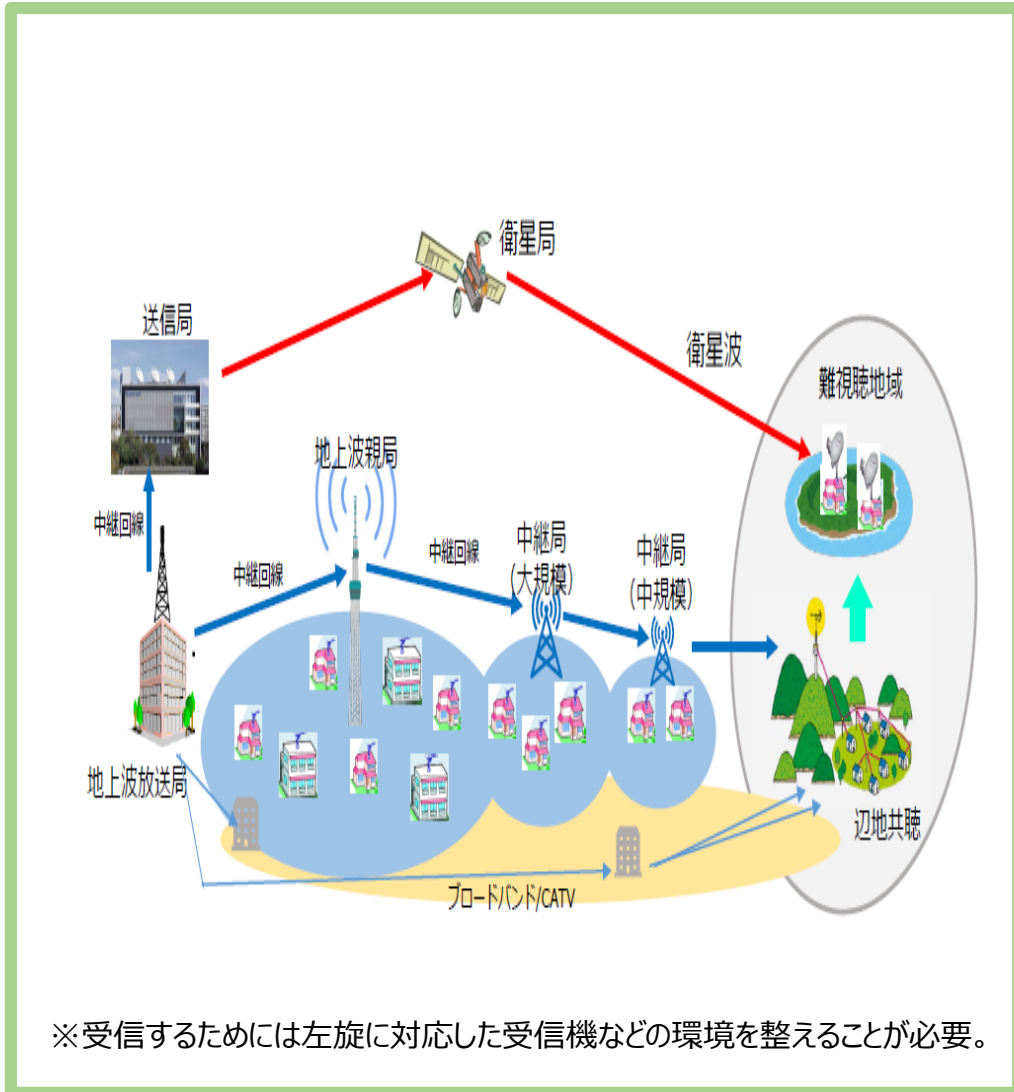 衛星局
送信局
衛星波
難視聴地域
地上波親局
中継回線
中継回線
中継回線
中継局
(大規模)
中継局
(中規模)
地上波放送局
辺地共聴
ブロードバンド/CATV
※受信するためには左旋に対応した受信機などの環境を整えることが必要。